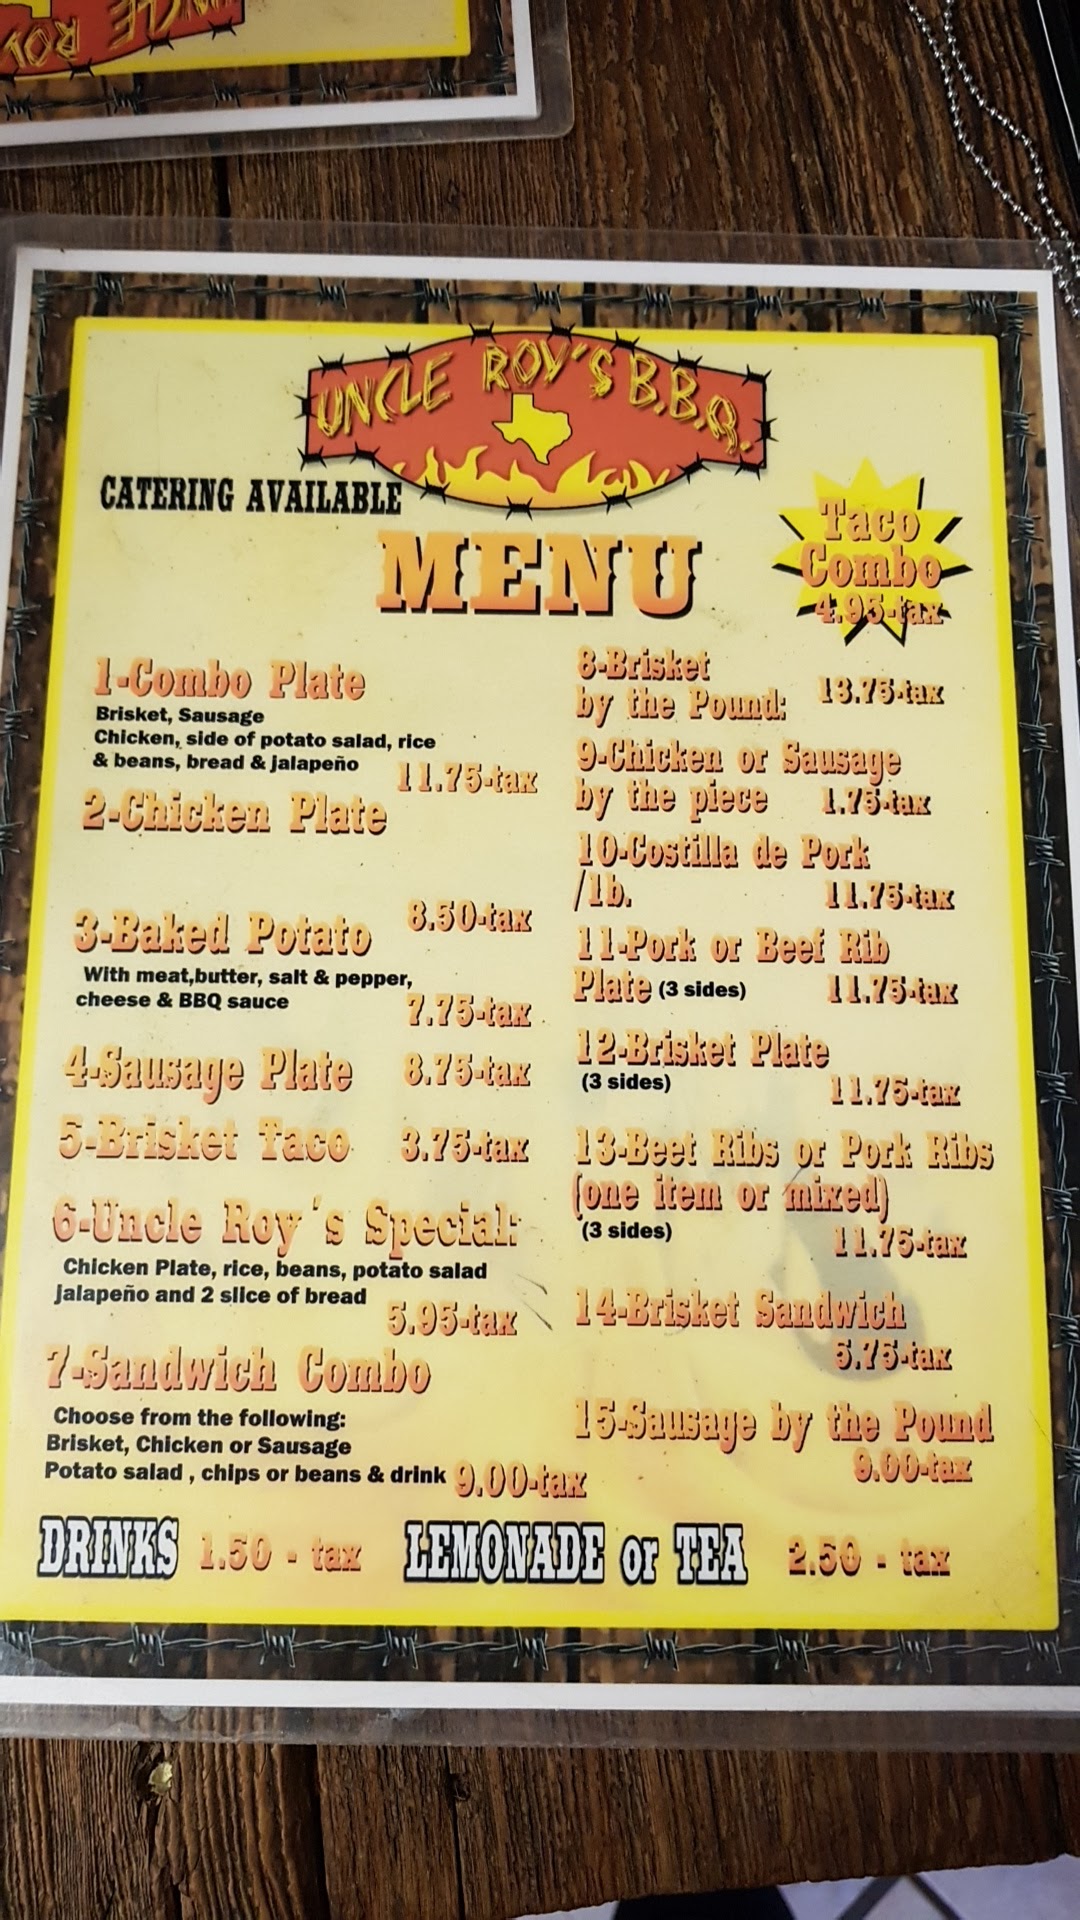 UNCLE ROY
UNCLE ROY'S B.B.Q.
CATERING AVAILABLE
MENU
Taco
Combo
4.95-tax
1-Combo Plate
Brisket, Sausage
Chicken, side of potato salad, rice
& beans, bread & jalapeño
11.75-tax
2-Chicken Plate
8.50-tax
3-Baked Potato
With meat,butter, salt & pepper,
cheese & BBQ sauce
7.75-tax
4-Sausage Plate 8.75-tax
5-Brisket Taco 3.75-tax
6-Uncle Roy´s Special:
Chicken Plate, rice, beans, potato salad
jalapeño and 2 slice of bread
5.95-tax
7-Sandwich Combo
Choose from the following:
Brisket, Chicken or Sausage
Potato salad , chips or beans & drink 9.00-tax
8-Brisket
by the Pound: 13.75-tax
9-Chicken or Sausage
by the piece 1.75-tax
10-Costilla de Pork
/lb. 11.75-tax
11-Pork or Beef Rib
Plate (3 sides) 11.75-tax
12-Brisket Plate
(3 sides) 11.75-tax
13-Beet Ribs or Pork Ribs
(one item or mixed)
(3 sides) 11.75-tax
14-Brisket Sandwich
5.75-tax
15-Sausage by the Pound
9.00-tax
DRINKS 1.50 - tax LEMONADE or TEA 2.50 - tax